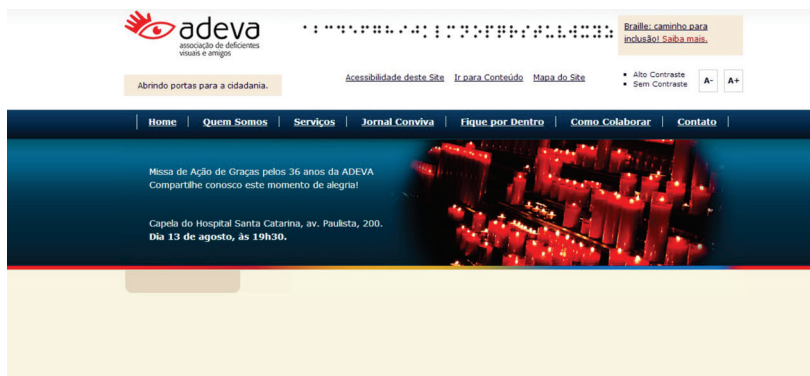 adeva
associação de deficientes
visuais e amigos
Braille: caminho para
inclusão! Saiba mais.
Abrindo portas para a cidadania.
Acessibilidade deste Site Ir para Conteúdo Mapa do Site
Alto Contraste
Sem Contraste
A- A+
Home | Quem Somos | Serviços | Jornal Conviva | Fique por Dentro | Como Colaborar | Contato |
Missa de Ação de Graças pelos 36 anos da ADEVA
Compartilhe conosco este momento de alegria!
Capela do Hospital Santa Catarina, av. Paulista, 200.
Dia 13 de agosto, às 19h30.